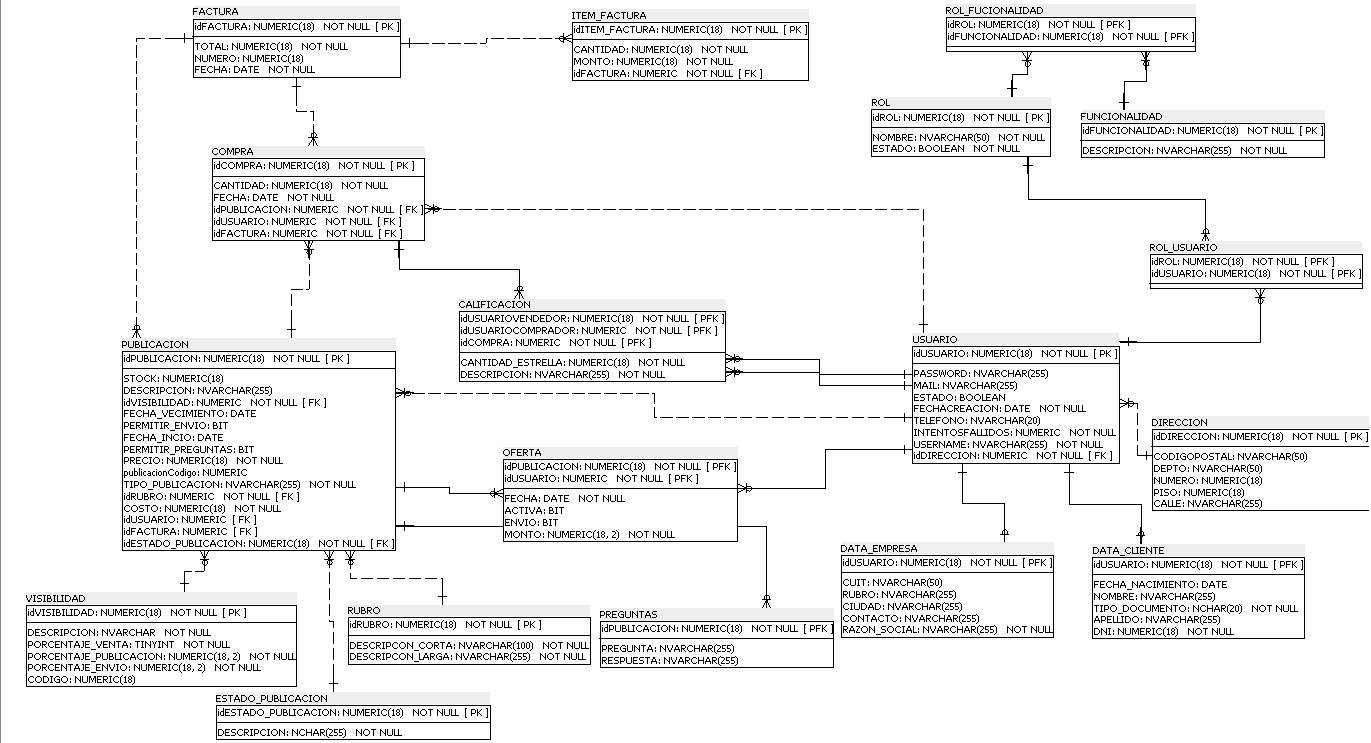 FACTURA
idFACTURA: NUMERIC(18) NOT NULL [ PK ]
TOTAL: NUMERIC(18) NOT NULL
NUMERO: NUMERIC(18)
FECHA: DATE NOT NULL
ITEM_FACTURA
idITEM_FACTURA: NUMERIC(18) NOT NULL [ PK ]
CANTIDAD: NUMERIC(18) NOT NULL
MONTO: NUMERIC(18) NOT NULL
idFACTURA: NUMERIC NOT NULL [ FK ]
ROL_FUCIONALIDAD
idROL: NUMERIC(18) NOT NULL [ PFK ]
idFUNCIONALIDAD: NUMERIC(18) NOT NULL [ PFK ]
ROL
idROL: NUMERIC(18) NOT NULL [ PK ]
NOMBRE: NVARCHAR(50) NOT NULL
ESTADO: BOOLEAN NOT NULL
FUNCIONALIDAD
idFUNCIONALIDAD: NUMERIC(18) NOT NULL [ PK ]
DESCRIPCION: NVARCHAR(255) NOT NULL
COMPRA
idCOMPRA: NUMERIC(18) NOT NULL [ PK ]
CANTIDAD: NUMERIC(18) NOT NULL
FECHA: DATE NOT NULL
idPUBLICACION: NUMERIC NOT NULL [ FK ]
idUSUARIO: NUMERIC NOT NULL [ FK ]
idFACTURA: NUMERIC NOT NULL [ FK ]
ROL_USUARIO
idROL: NUMERIC(18) NOT NULL [ PFK ]
idUSUARIO: NUMERIC(18) NOT NULL [ PFK ]
CALIFICACION
idUSUARIOVENDEDOR: NUMERIC(18) NOT NULL [ PFK ]
idUSUARIOCOMPRADOR: NUMERIC NOT NULL [ PFK ]
idCOMPRA: NUMERIC NOT NULL [ PFK ]
CANTIDAD_ESTRELLA: NUMERIC(18) NOT NULL
DESCRIPCION: NVARCHAR(255) NOT NULL
USUARIO
idUSUARIO: NUMERIC(18) NOT NULL [ PK ]
PASSWORD: NVARCHAR(255)
MAIL: NVARCHAR(255)
ESTADO: BOOLEAN
FECHACREACION: DATE NOT NULL
TELEFONO: NVARCHAR(20)
INTENTOSFALLIDOS: NUMERIC NOT NULL
USERNAME: NVARCHAR(255) NOT NULL
idDIRECCION: NUMERIC NOT NULL [ FK ]
PUBLICACION
idPUBLICACION: NUMERIC(18) NOT NULL [ PK ]
STOCK: NUMERIC(18)
DESCRIPCION: NVARCHAR(255)
idVISIBILIDAD: NUMERIC NOT NULL [ FK ]
FECHA_VECIMIENTO: DATE
PERMITIR_ENVIO: BIT
FECHA_INCIO: DATE
PERMITIR_PREGUNTAS: BIT
PRECIO: NUMERIC(18) NOT NULL
publicacionCodigo: NUMERIC
TIPO_PUBLICACION: NVARCHAR(255) NOT NULL
idRUBRO: NUMERIC NOT NULL [ FK ]
COSTO: NUMERIC(18) NOT NULL
idUSUARIO: NUMERIC [ FK ]
idFACTURA: NUMERIC [ FK ]
idESTADO_PUBLICACION: NUMERIC(18) NOT NULL [ FK ]
DIRECCION
idDIRECCION: NUMERIC(18) NOT NULL [ PK ]
CODIGOPOSTAL: NVARCHAR(50)
DEPTO: NVARCHAR(50)
NUMERO: NUMERIC(18)
PISO: NUMERIC(18)
CALLE: NVARCHAR(255)
OFERTA
idPUBLICACION: NUMERIC(18) NOT NULL [ PFK ]
idUSUARIO: NUMERIC NOT NULL [ PFK ]
FECHA: DATE NOT NULL
ACTIVA: BIT
ENVIO: BIT
MONTO: NUMERIC(18, 2) NOT NULL
DATA_EMPRESA
idUSUARIO: NUMERIC(18) NOT NULL [ PFK ]
CUIT: NVARCHAR(50)
RUBRO: NVARCHAR(255)
CIUDAD: NVARCHAR(255)
CONTACTO: NVARCHAR(255)
RAZON_SOCIAL: NVARCHAR(255) NOT NULL
DATA_CLIENTE
idUSUARIO: NUMERIC(18) NOT NULL [ PFK ]
FECHA_NACIMIENTO: DATE
NOMBRE: NVARCHAR(255)
TIPO_DOCUMENTO: NCHAR(20) NOT NULL
APELLIDO: NVARCHAR(255)
DNI: NUMERIC(18) NOT NULL
VISIBILIDAD
idVISIBILIDAD: NUMERIC(18) NOT NULL [ PK ]
DESCRIPCION: NVARCHAR NOT NULL
PORCENTAJE_VENTA: TINYINT NOT NULL
PORCENTAJE_PUBLICACION: NUMERIC(18, 2) NOT NULL
PORCENTAJE_ENVIO: NUMERIC(18, 2) NOT NULL
CODIGO: NUMERIC(18)
RUBRO
idRUBRO: NUMERIC(18) NOT NULL [ PK ]
DESCRIPCON_CORTA: NVARCHAR(100) NOT NULL
DESCRIPCON_LARGA: NVARCHAR(255) NOT NULL
PREGUNTAS
idPUBLICACION: NUMERIC(18) NOT NULL [ PFK ]
PREGUNTA: NVARCHAR(255)
RESPUESTA: NVARCHAR(255)
ESTADO_PUBLICACION
idESTADO_PUBLICACION: NUMERIC(18) NOT NULL [ PK ]
DESCRIPCION: NCHAR(255) NOT NULL